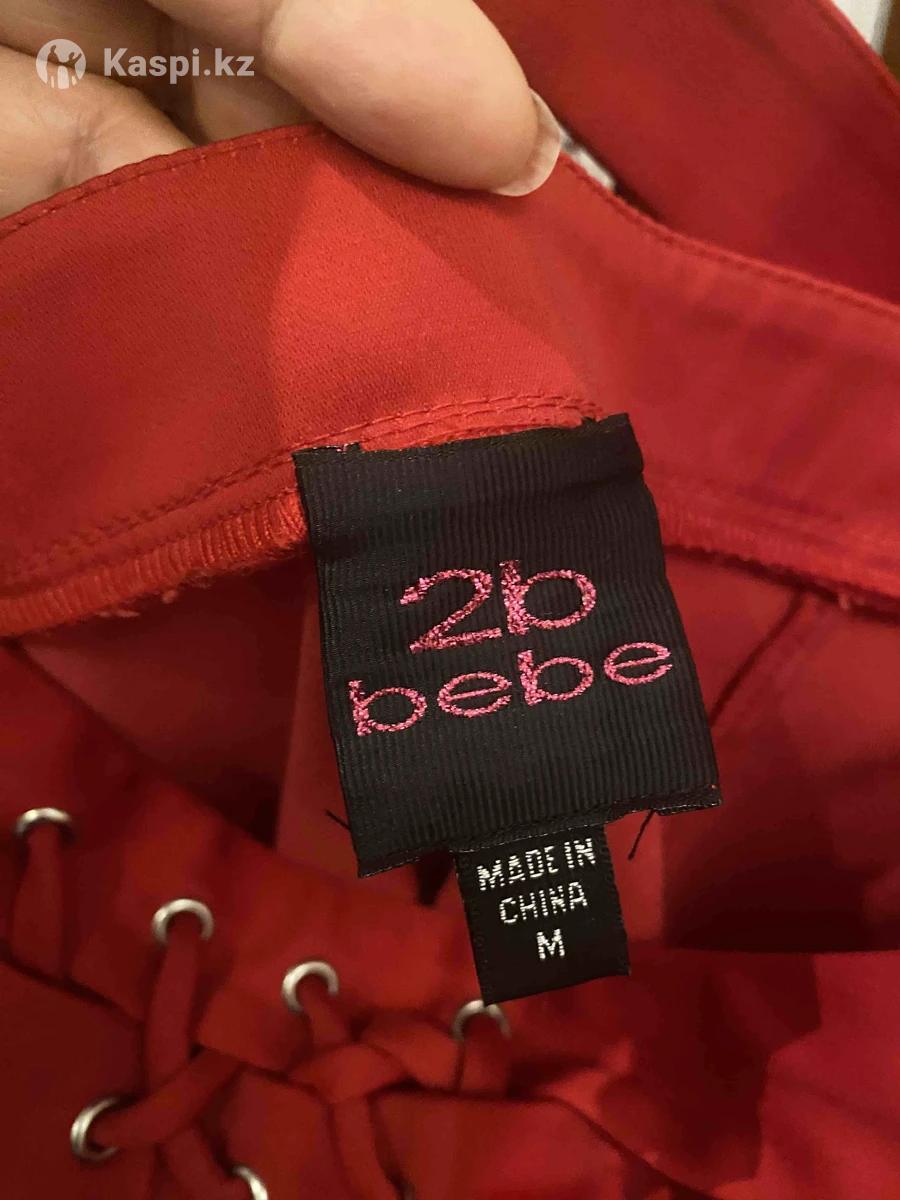 Kaspi.kz
2b
bebe
MADE IN
CHINA
M